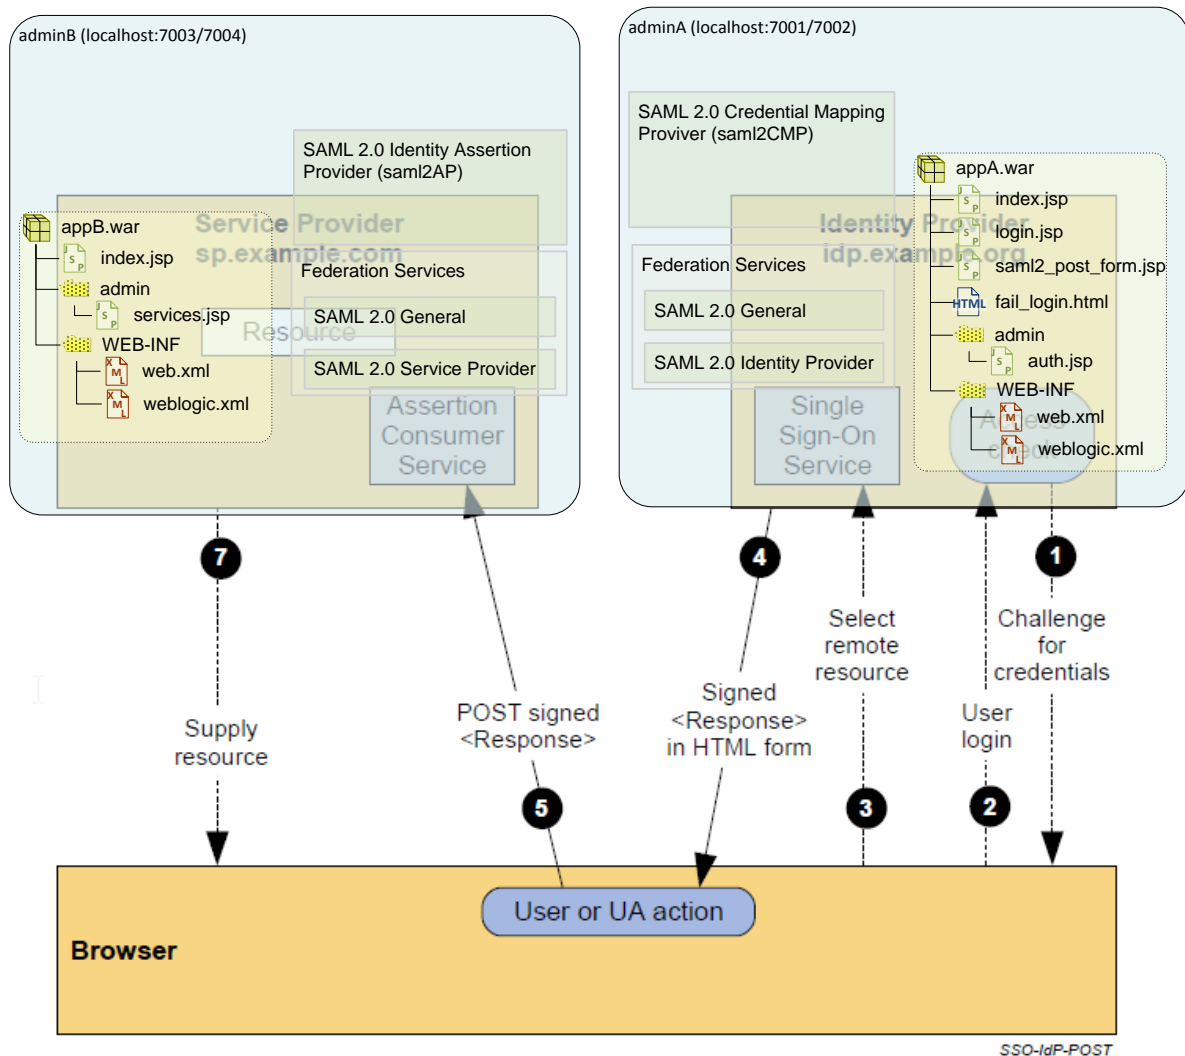 adminB (localhost:7003/7004)
SAML 2.0 Identity Assertion
Provider (saml2AP)
Service Provider
sp.example.com
appB.war
index.jsp
admin
services.jsp
WEB-INF
web.xml
weblogic.xml
Resource
Federation Services
SAML 2.0 General
SAML 2.0 Service Provider
Assertion
Consumer
Service
adminA (localhost:7001/7002)
SAML 2.0 Credential Mapping
Proviver (saml2CMP)
Identity Provider
idp.example.org
Federation Services
SAML 2.0 General
SAML 2.0 Identity Provider
Single
Sign-On
Service
appA.war
index.jsp
login.jsp
saml2_post_form.jsp
HTML
fail_login.html
admin
auth.jsp
WEB-INF
web.xml
weblogic.xml
Access
check
7
4
1
Select
remote
resource
Challenge
for
credentials
Supply
resource
POST signed
<Response>
Signed
<Response>
in HTML form
User
login
5
3
2
User or UA action
Browser
SSO-IdP-POST